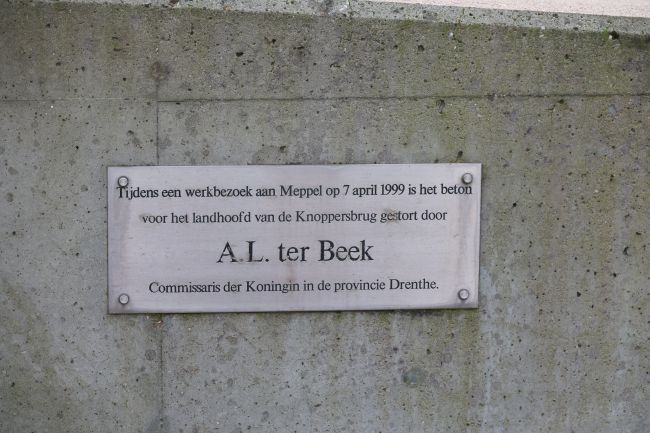 Tijdens een werkbezoek aan Meppel op 7 april 1999 is het beton
voor het landhoofd van de Knoppersbrug gestort door
A.L. ter Beek
Commissaris der Koningin in de provincie Drenthe.